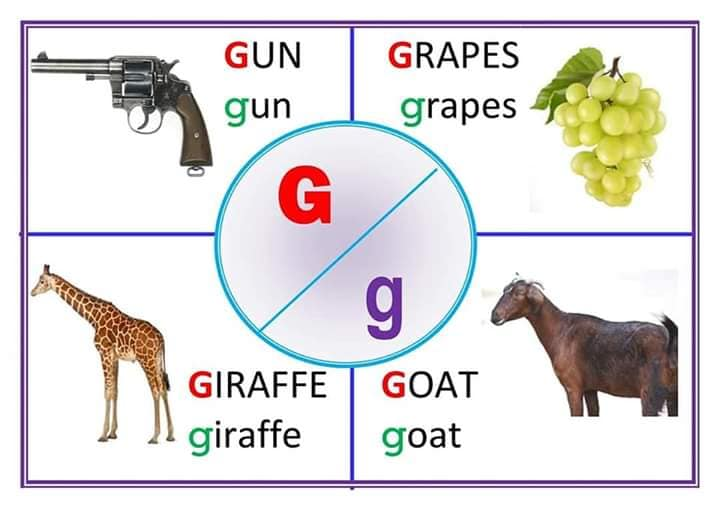 GUN
gun
GRAPES
grapes
G
g
GIRAFFE
giraffe
GOAT
goat